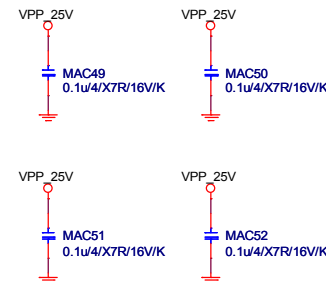 VPP_25V VPP_25V
MAC49 MAC50
0.1u/4/X7R/16V/K 0.1u/4/X7R/16V/K
VPP_25V VPP_25V
MAC51 MAC52
0.1u/4/X7R/16V/K 0.1u/4/X7R/16V/K